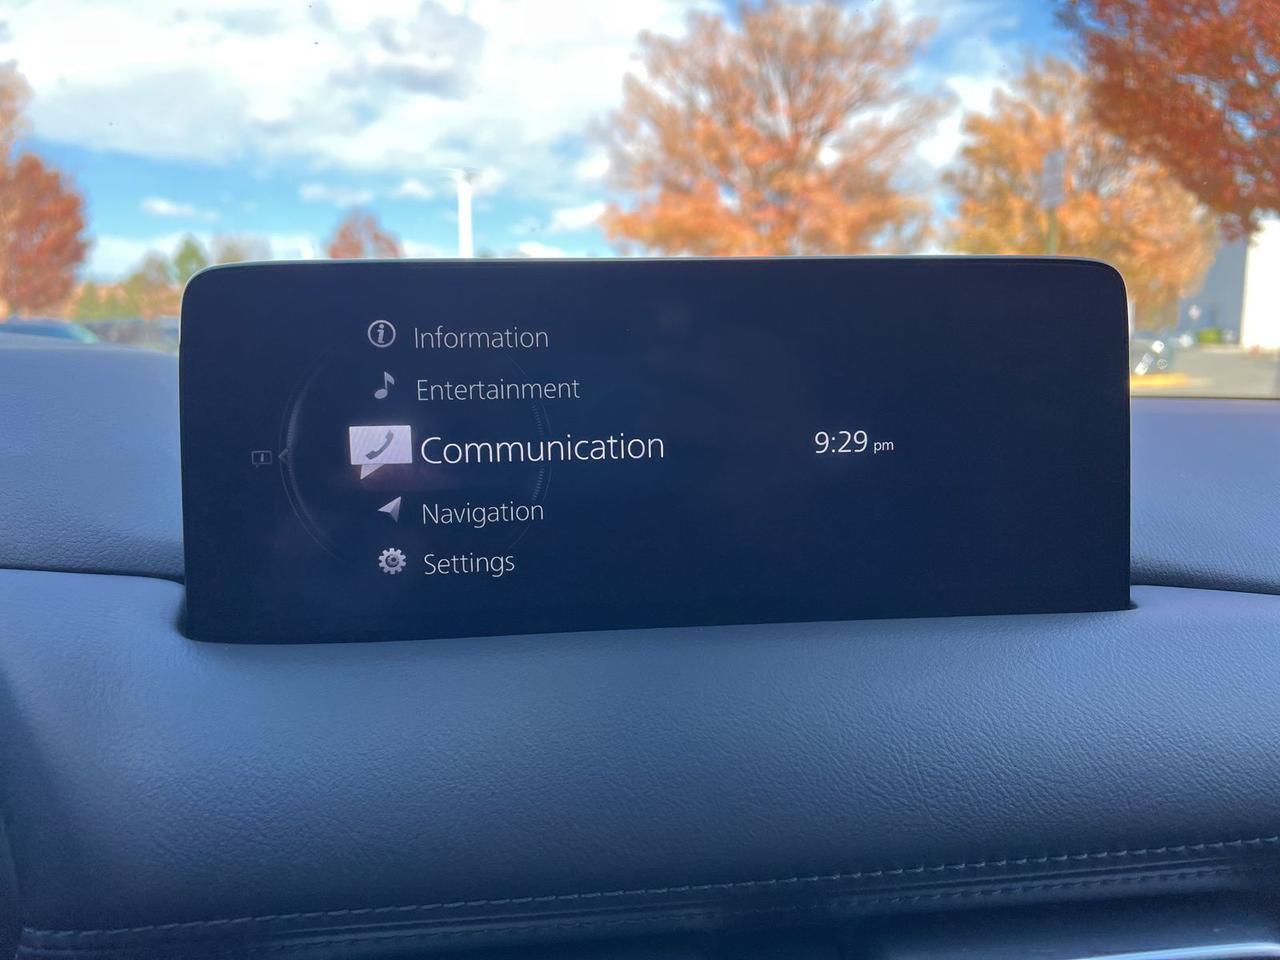 Information
Entertainment
Communication
9:29 pm
Navigation
Settings